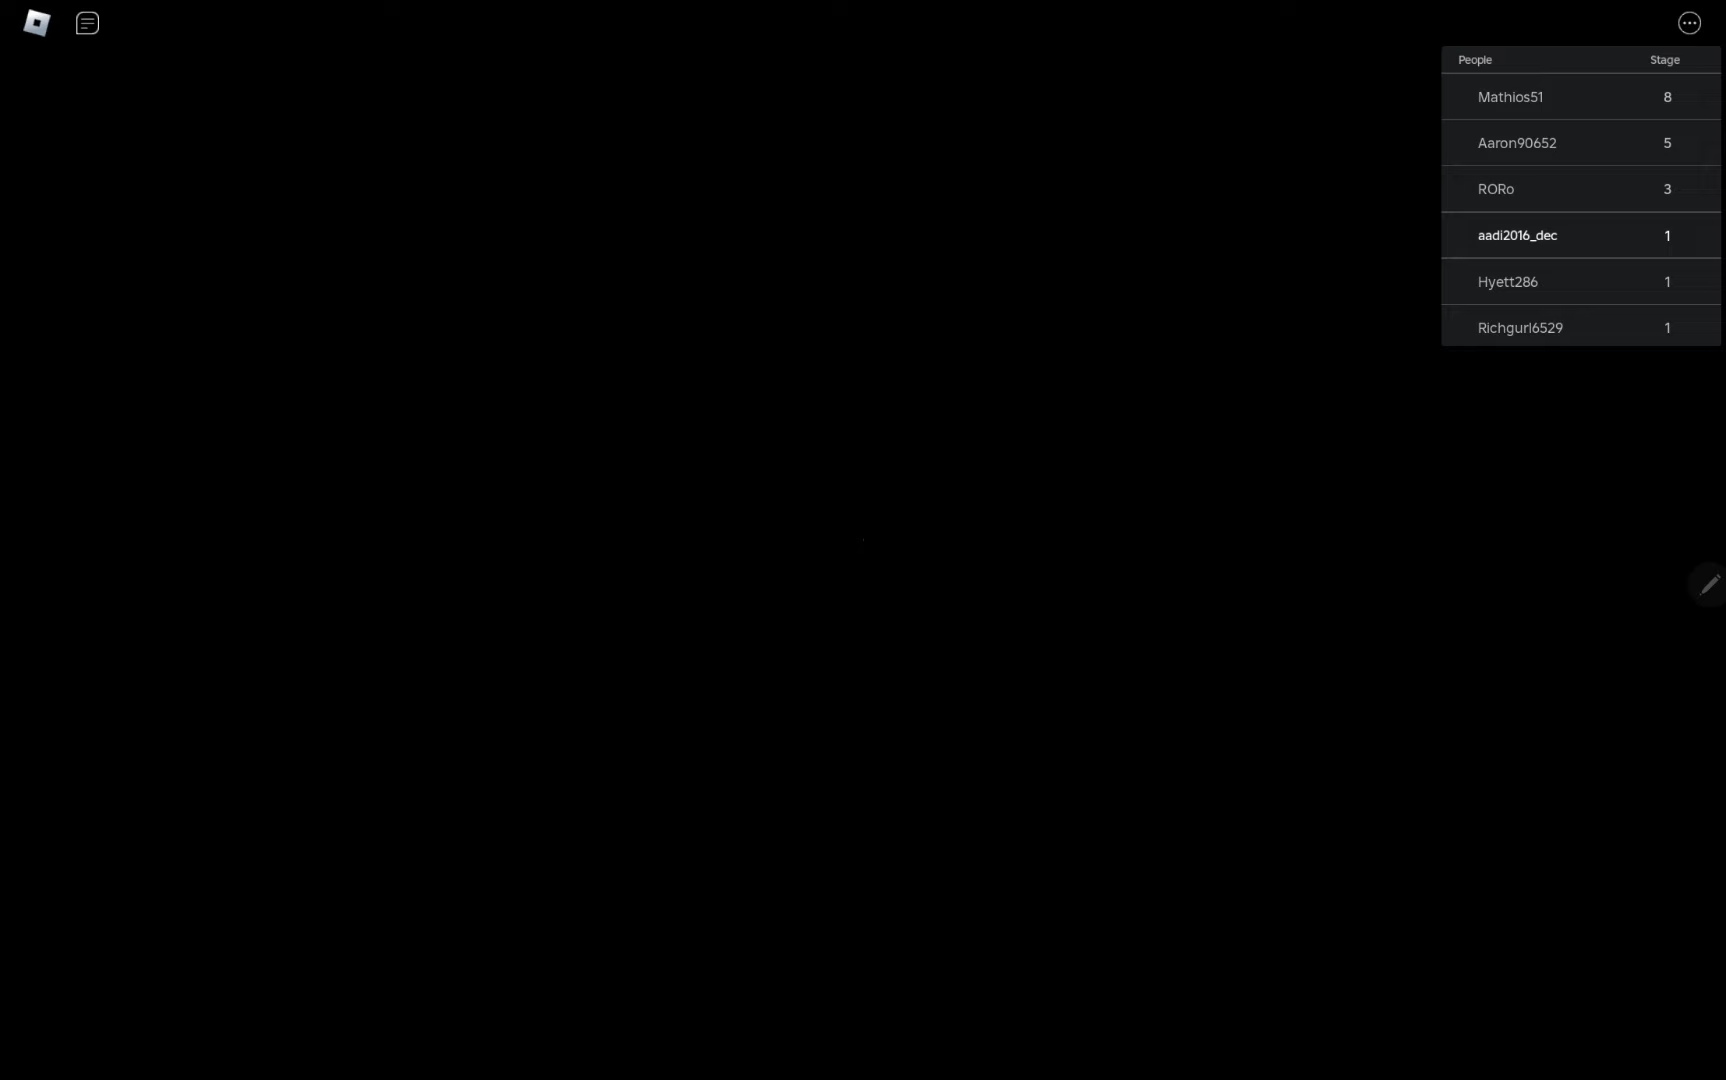 People Stage
Mathios51 8
Aaron90652 5
RORo 3
aadi2016_dec 1
Hyett286 1
Richgurl6529 1